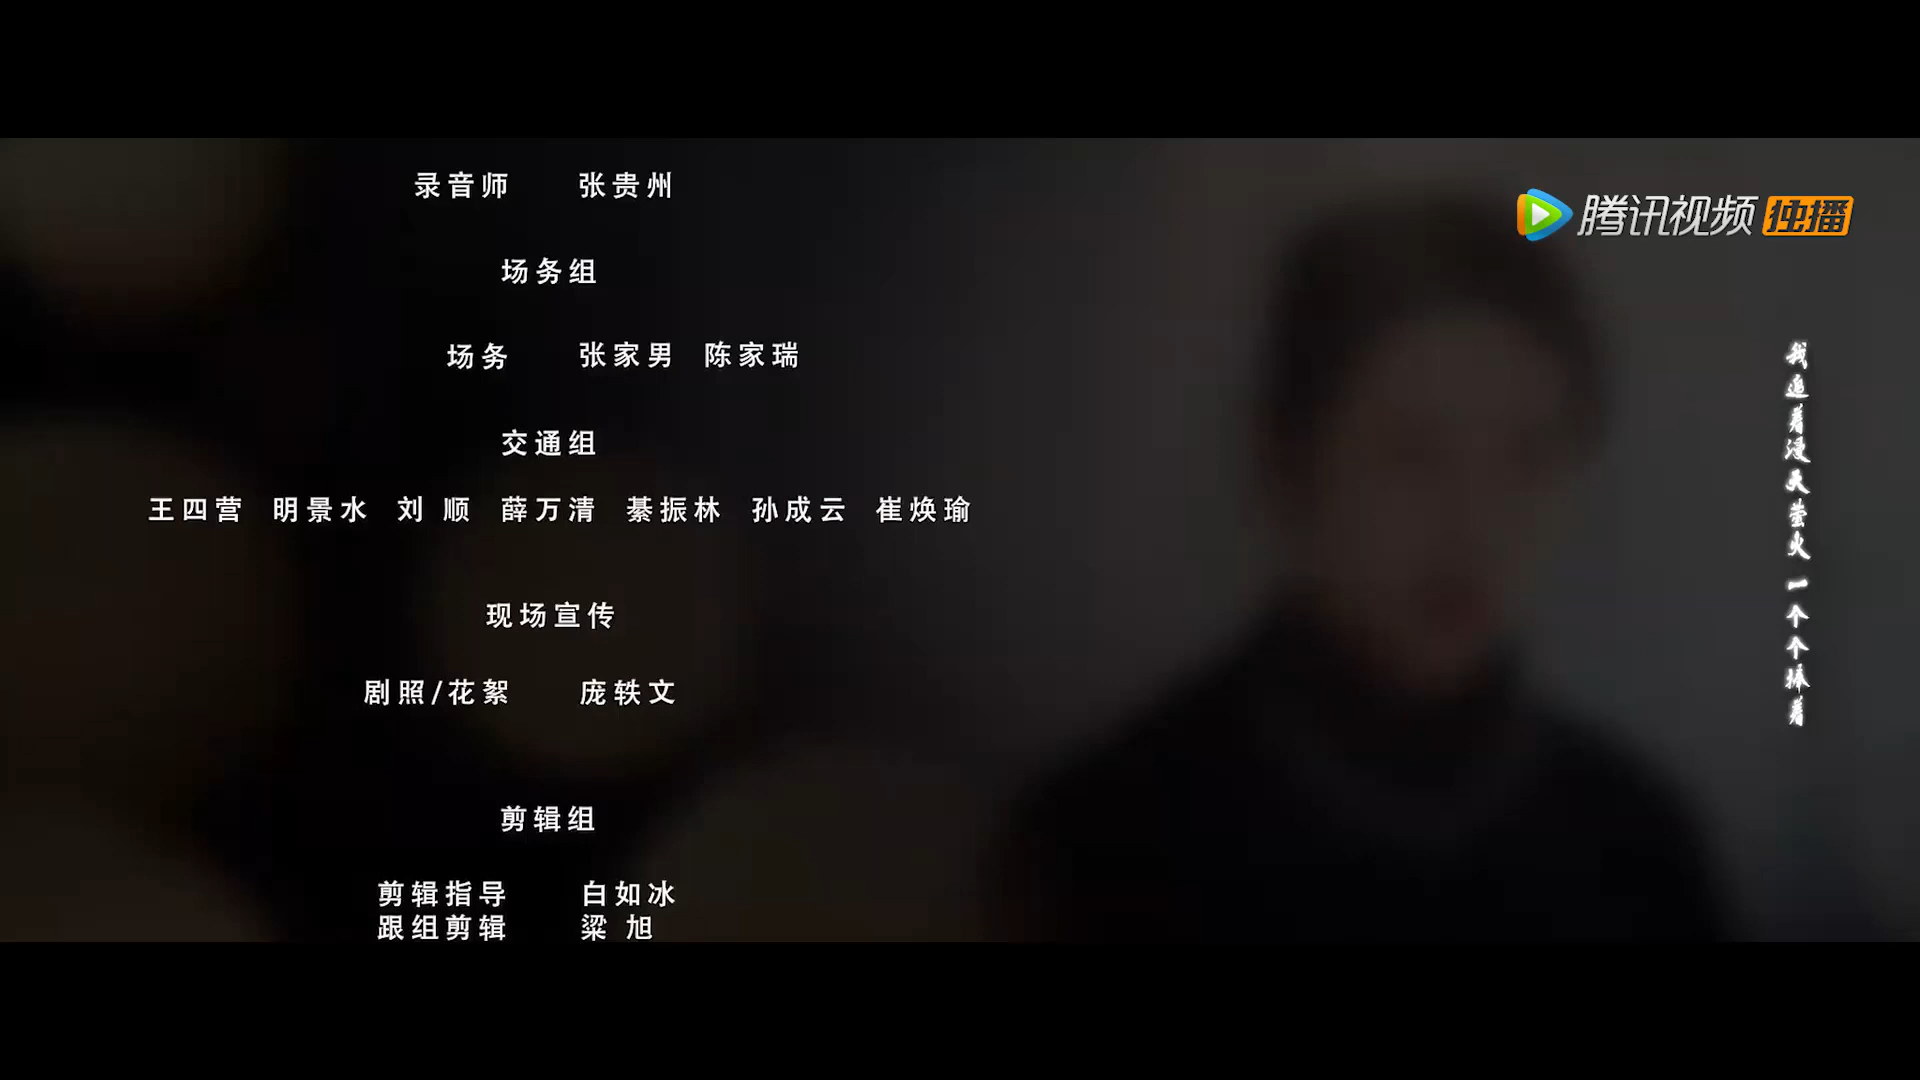 录音师 张贵州
腾讯视频 独播
场务组
场务 张家男 陈家瑞
交通组
王四营 明景水 刘 顺 薛万清 綦振林 孙成云 崔焕瑜
现场宣传
剧照/花絮 庞轶文
剪辑组
剪辑指导 白如冰
跟组剪辑 梁 旭
我追着漫天萤火 一个个捧着